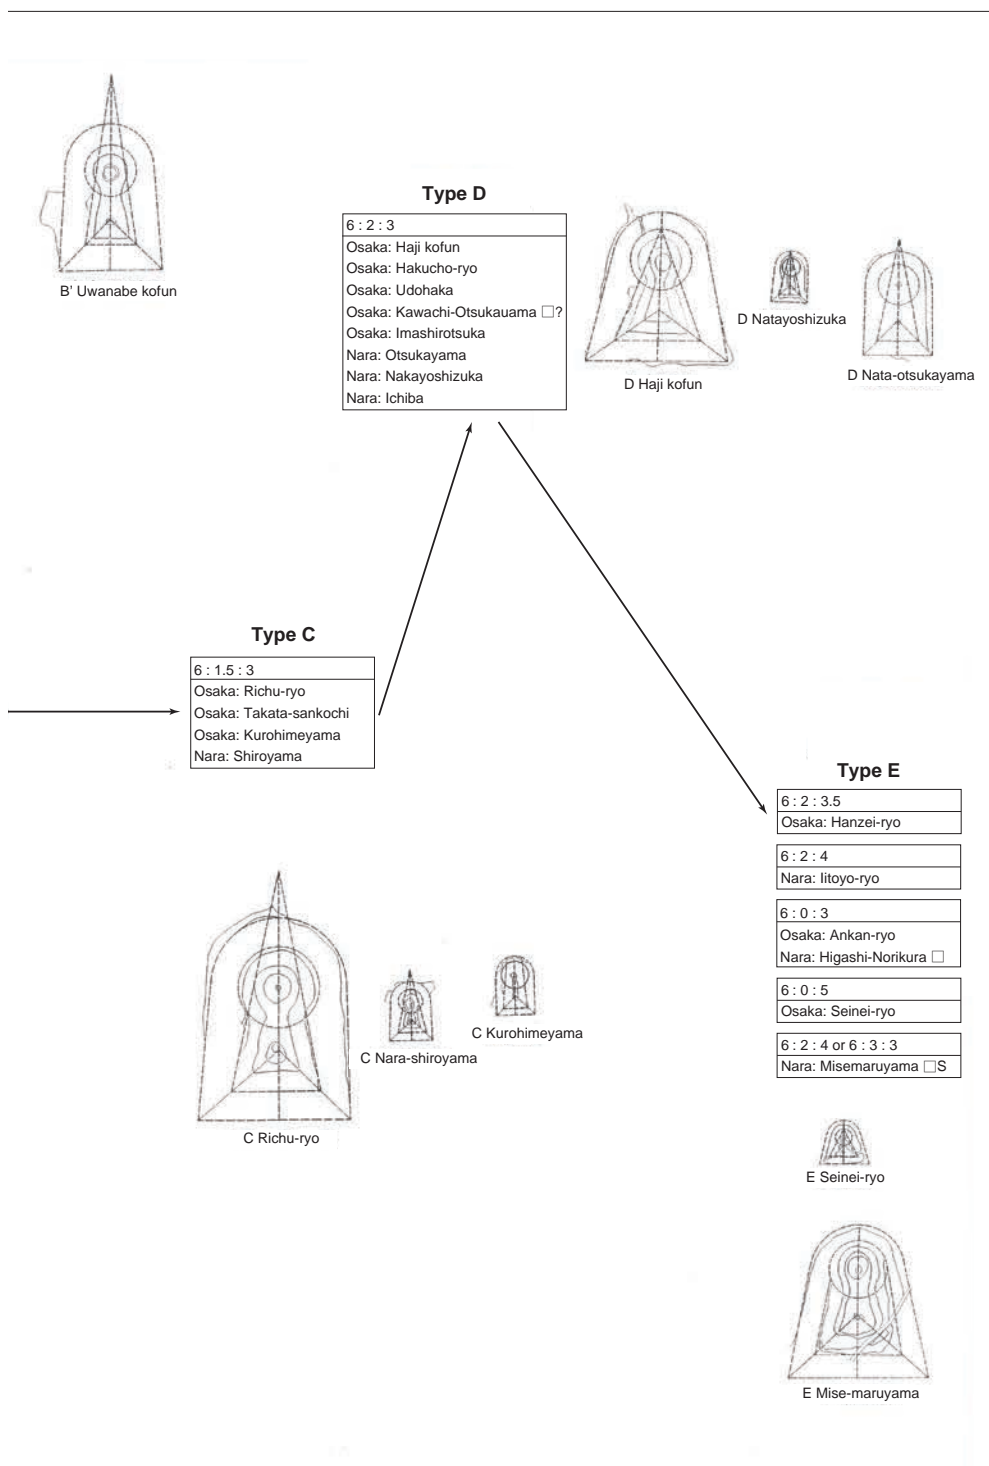 B' Uwanabe kofun
Type D
6 : 2 : 3
Osaka: Haji kofun
Osaka: Hakucho-ryo
Osaka: Udohaka
Osaka: Kawachi-Otsukauama □?
Osaka: Imashirotsuka
Nara: Otsukayama
Nara: Nakayoshizuka
Nara: Ichiba
D Haji kofun
D Natayoshizuka
D Nata-otsukayama
Type C
6 : 1.5 : 3
Osaka: Richu-ryo
Osaka: Takata-sankochi
Osaka: Kurohimeyama
Nara: Shiroyama
C Richu-ryo
C Nara-shiroyama
C Kurohimeyama
Type E
6 : 2 : 3.5
Osaka: Hanzei-ryo
6 : 2 : 4
Nara: Iitoyo-ryo
6 : 0 : 3
Osaka: Ankan-ryo
Nara: Higashi-Norikura □
6 : 0 : 5
Osaka: Seinei-ryo
6 : 2 : 4 or 6 : 3 : 3
Nara: Misemaruyama □S
E Seinei-ryo
E Mise-maruyama